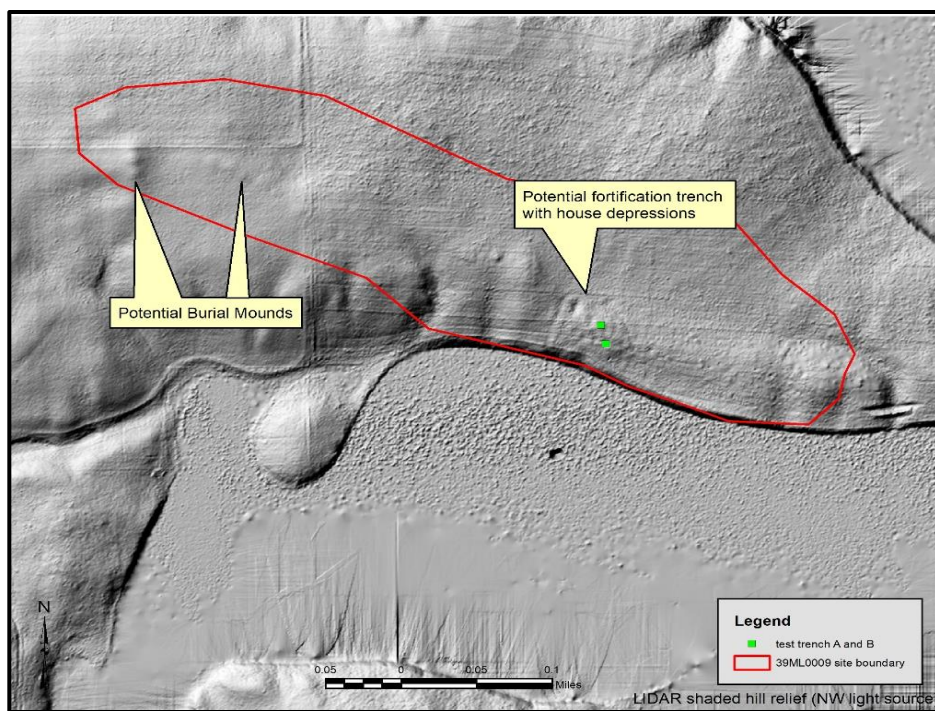 Potential fortification trench
with house depressions
Potential Burial Mounds
N
0.05 0 0.05 0.1
Miles
Legend
test trench A and B
39ML0009 site boundary
LIDAR shaded hill relief (NW light source